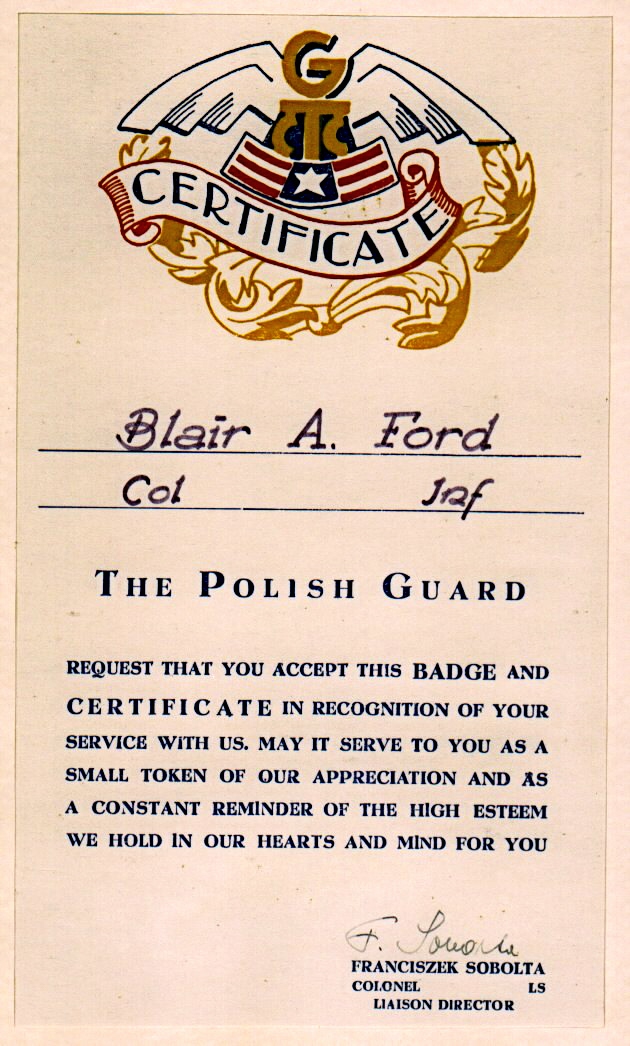 G
CTC
CERTIFICATE
Blair A. Ford
Col Inf
THE POLISH GUARD
REQUEST THAT YOU ACCEPT THIS BADGE AND
CERTIFICATE IN RECOGNITION OF YOUR
SERVICE WITH US. MAY IT SERVE TO YOU AS A
SMALL TOKEN OF OUR APPRECIATION AND AS
A CONSTANT REMINDER OF THE HIGH ESTEEM
WE HOLD IN OUR HEARTS AND MIND FOR YOU
F. Sobolta
FRANCISZEK SOBOLTA
COLONEL LS
LIAISON DIRECTOR